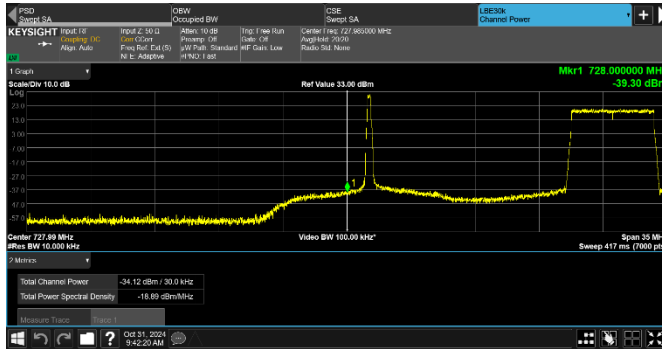 PSD
Swept SA
OBW
Occupied BW
CSE
Swept SA
LBE30k
Channel Power
KEYSIGHT
Input: RF
Coupling: DC
Align: Auto
Input Z: 50 Ω
Corr CCorr
Freq Ref: Ext (S)
NFE: Adaptive
Atten: 10 dB
Preamp: Off
µW Path: Standard
#PNO: Fast
Trig: Free Run
Gate: Off
#IF Gain: Low
Center Freq: 727.985000 MHz
Avg|Hold: 20/20
Radio Std: None
1 Graph
Scale/Div 10.0 dB
Ref Value 33.00 dBm
Mkr1 728.000000 MH
-39.30 dBr
Log
23.0
13.0
3.00
-7.00
-17.0
-27.0
-37.0
-47.0
-57.0
1
Center 727.99 MHz
#Res BW 10.000 kHz
Video BW 100.00 kHz*
Span 35 MH
Sweep 417 ms (7000 pts
2 Metrics
Total Channel Power -34.12 dBm / 30.0 kHz
Total Power Spectral Density -18.89 dBm/MHz
Measure Trace Trace 1
Oct 31, 2024
9:42:20 AM